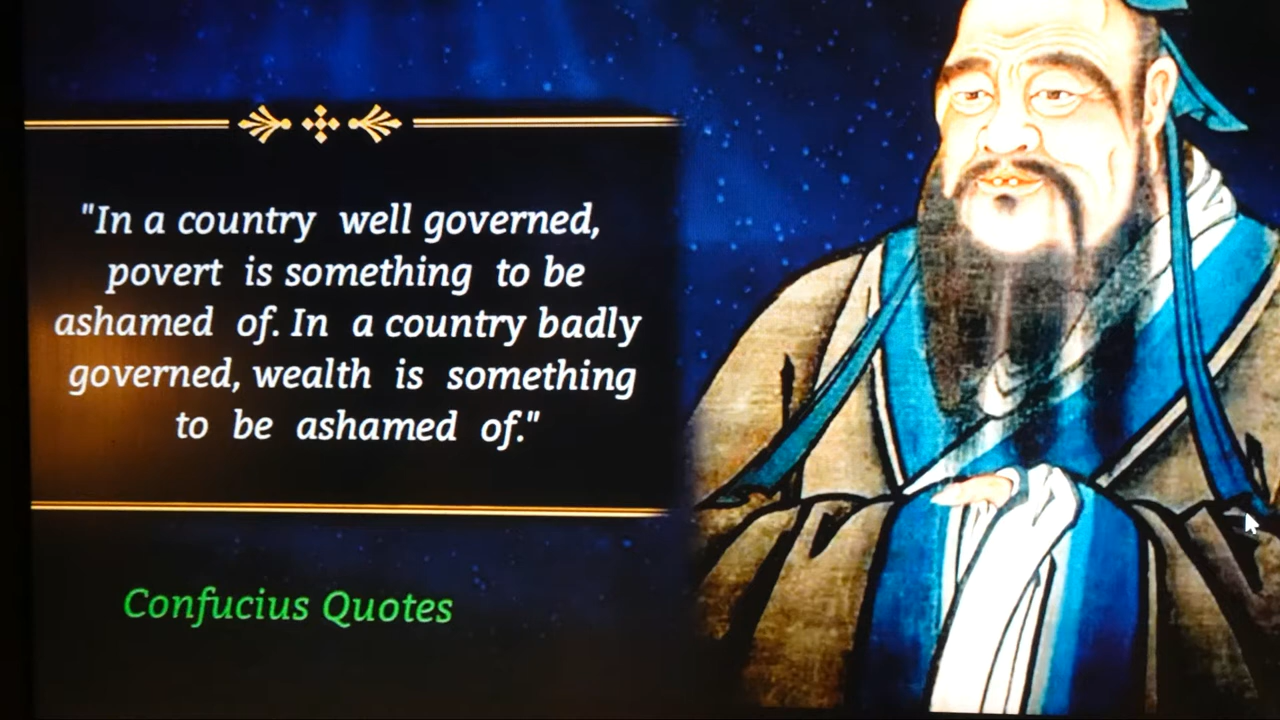 "In a country well governed,
povert is something to be
ashamed of. In a country badly
governed, wealth is something
to be ashamed of."
Confucius Quotes